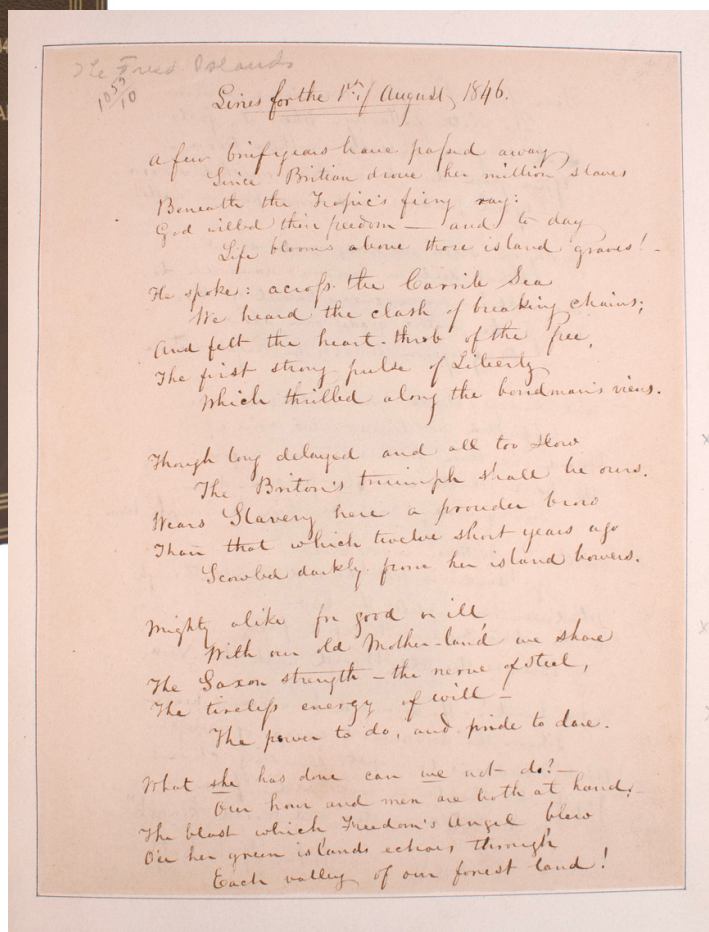 The Freed Islands
1053/10
Lines for the 1st of August, 1846.
A few brief years have passed away
Since Britian drove her million slaves
Beneath the Tropic's fiery ray:
God willed their freedom — and to day
Life blooms above those island graves! -
He spoke: across the Carrib Sea
We heard the clash of breaking chains;
And felt the heart-throb of the free,
The first strong pulse of Liberty
Which thrilled along the bondman's viens.
Though long delayed and all too slow
The Briton's triumph shall be ours.
Wears Slavery here a prouder brow
Than that which twelve short years ago
Scowled darkly from her island bowers.
Mighty alike for good or ill
With our old Mother-land we share
The Saxon strength — the nerve of steel,
The tireless energy of will —
The power to do, and pride to dare.
What she has done can we not do? —
Our hour and men are both at hand;
The blast which Freedom's Angel blew
O'er her green islands echoes through
Each valley of our forest land!